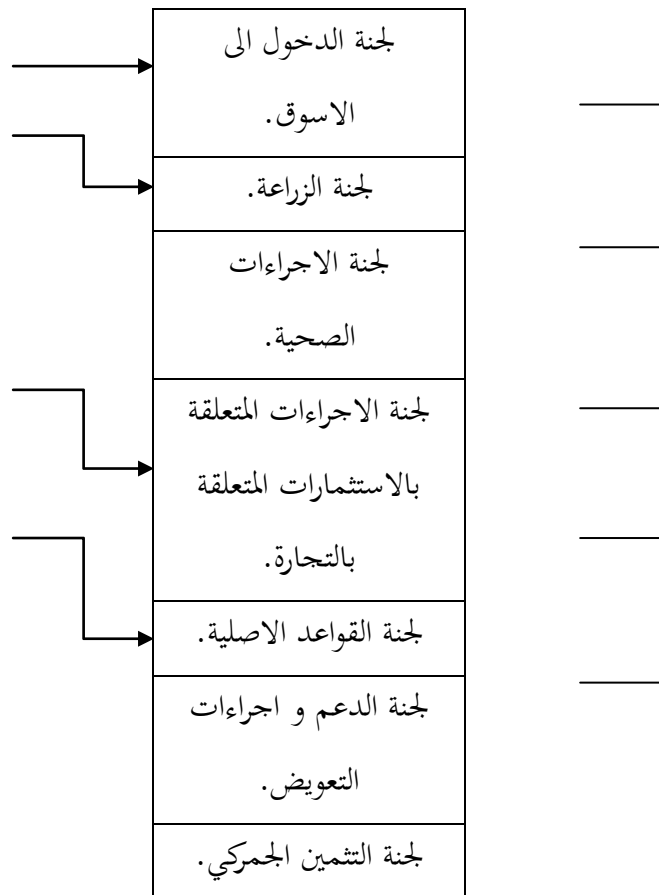 لجنة الدخول الى
الاسوق.
لجنة الزراعة.
لجنة الاجراءات
الصحية.
لجنة الاجراءات المتعلقة
بالاستثمارات المتعلقة
بالتجارة.
لجنة القواعد الاصلية.
لجنة الدعم و اجراءات
التعويض.
لجنة التثمين الجمركي.